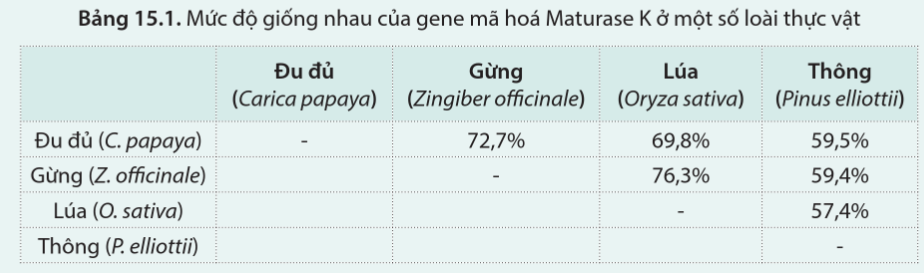 Bảng 15.1. Mức độ giống nhau của gene mã hoá Maturase K ở một số loài thực vật
Đu đủ Gừng Lúa Thông
(Carica papaya) (Zingiber officinale) (Oryza sativa) (Pinus elliottii)
Đu đủ (C. papaya) - 72,7% 69,8% 59,5%
Gừng (Z. officinale) - 76,3% 59,4%
Lúa (O. sativa) - 57,4%
Thông (P. elliottii) -